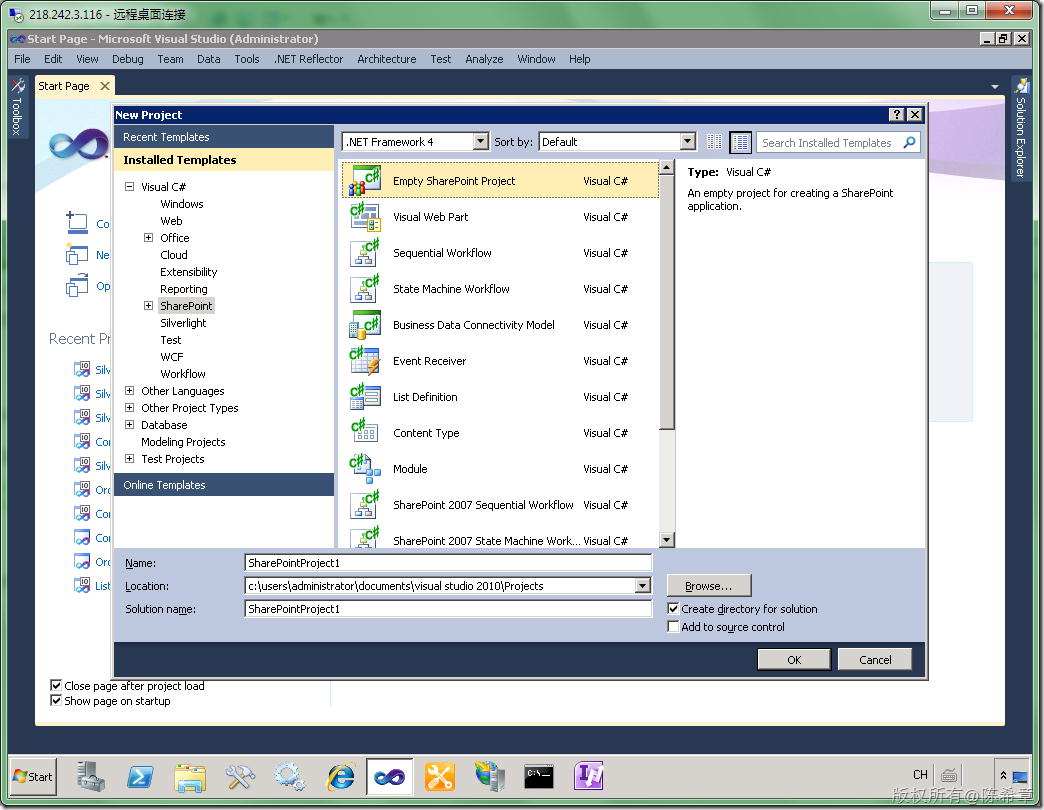 218.242.3.116 - 远程桌面连接
Start Page - Microsoft Visual Studio (Administrator)
File Edit View Debug Team Data Tools .NET Reflector Architecture Test Analyze Window Help
Start Page
Toolbox
Solution Explorer
New Project
Recent Templates
Installed Templates
Visual C#
Windows
Web
Office
Cloud
Extensibility
Reporting
SharePoint
Silverlight
Test
WCF
Workflow
Other Languages
Other Project Types
Database
Modeling Projects
Test Projects
Online Templates
.NET Framework 4 Sort by: Default Search Installed Templates
Empty SharePoint Project Visual C#
Visual Web Part Visual C#
Sequential Workflow Visual C#
State Machine Workflow Visual C#
Business Data Connectivity Model Visual C#
Event Receiver Visual C#
List Definition Visual C#
Content Type Visual C#
Module Visual C#
SharePoint 2007 Sequential Workflow Visual C#
SharePoint 2007 State Machine Work... Visual C#
Type: Visual C#
An empty project for creating a SharePoint
application.
Co
Ne
Op
Recent Pr
Silv
Silv
Silv
Cor
Silv
Orc
Cor
Cor
Orc
List
Name: SharePointProject1
Location: c:\users\administrator\documents\visual studio 2010\Projects Browse...
Solution name: SharePointProject1
Create directory for solution
Add to source control
OK Cancel
Close page after project load
Show page on startup
Start
CH
版权所有@陈希章